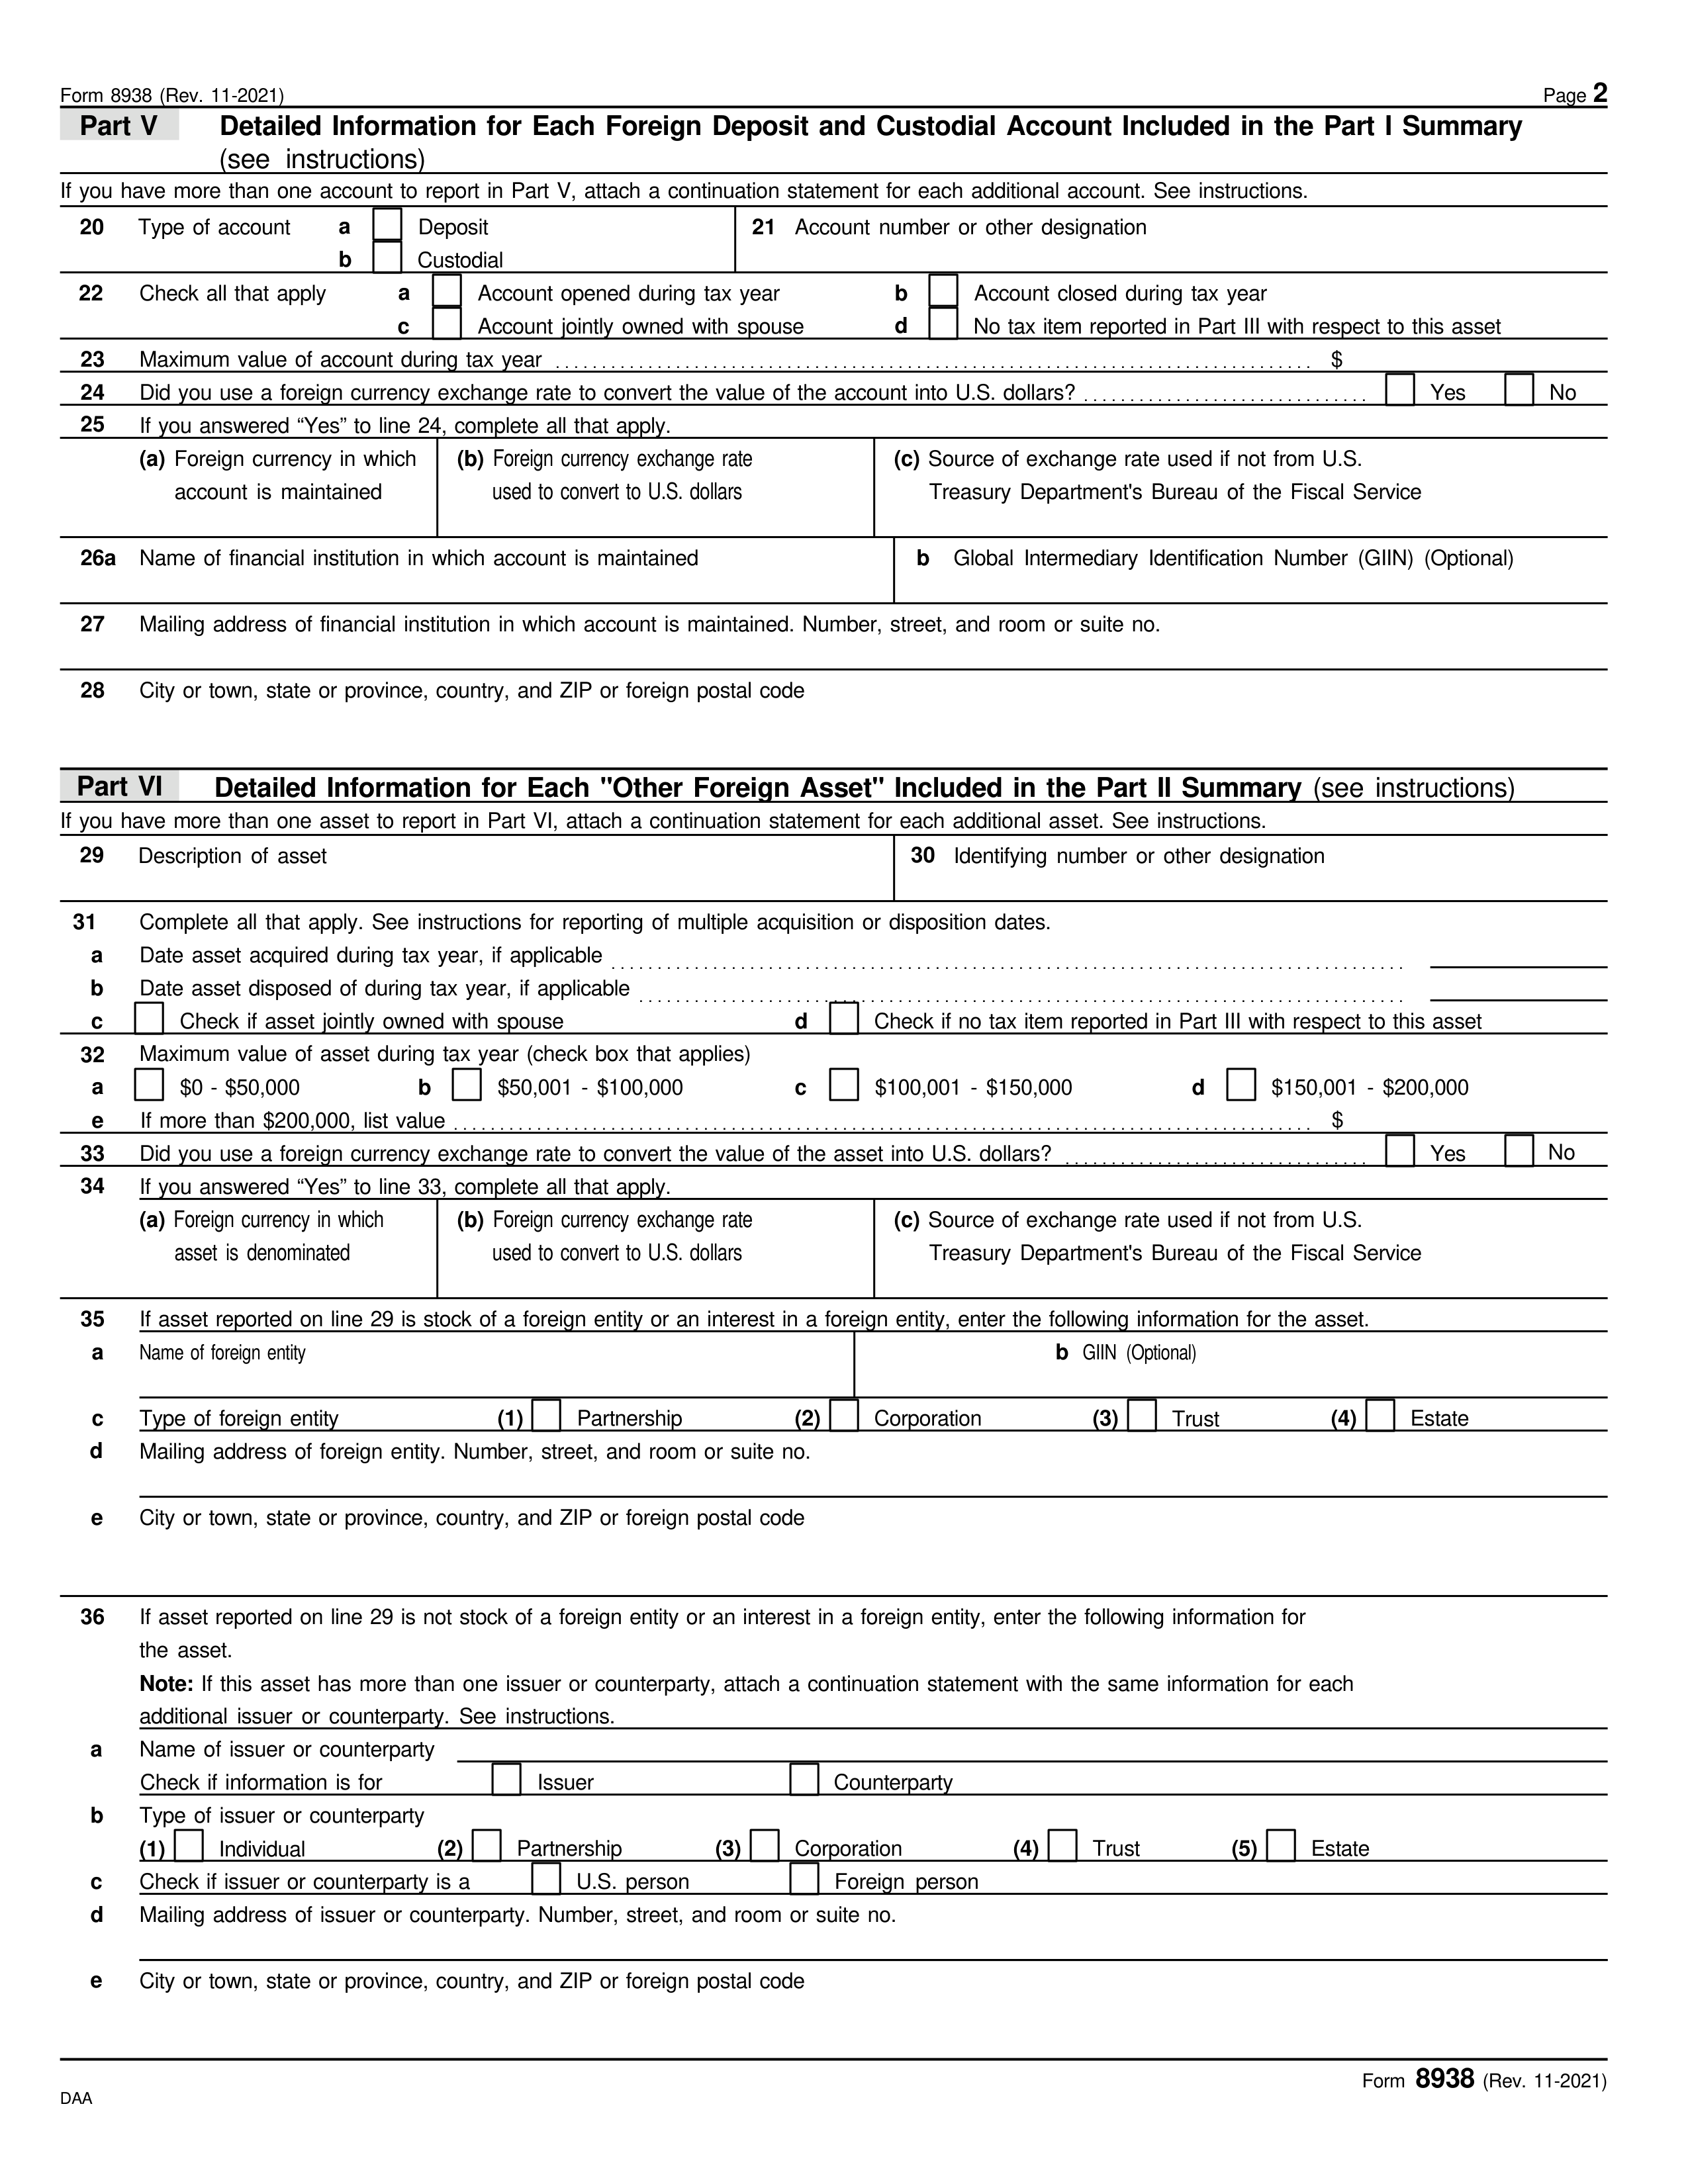 Form 8938 (Rev. 11-2021) Page 2
Part V Detailed Information for Each Foreign Deposit and Custodial Account Included in the Part I Summary
(see instructions)
If you have more than one account to report in Part V, attach a continuation statement for each additional account. See instructions.
20 Type of account a Deposit 21 Account number or other designation
b Custodial
22 Check all that apply a Account opened during tax year b Account closed during tax year
c Account jointly owned with spouse d No tax item reported in Part III with respect to this asset
23 Maximum value of account during tax year $
24 Did you use a foreign currency exchange rate to convert the value of the account into U.S. dollars? Yes No
25 If you answered “Yes” to line 24, complete all that apply.
(a) Foreign currency in which (b) Foreign currency exchange rate (c) Source of exchange rate used if not from U.S.
account is maintained used to convert to U.S. dollars Treasury Department's Bureau of the Fiscal Service
26a Name of financial institution in which account is maintained b Global Intermediary Identification Number (GIIN) (Optional)
27 Mailing address of financial institution in which account is maintained. Number, street, and room or suite no.
28 City or town, state or province, country, and ZIP or foreign postal code
Part VI Detailed Information for Each "Other Foreign Asset" Included in the Part II Summary (see instructions)
If you have more than one asset to report in Part VI, attach a continuation statement for each additional asset. See instructions.
29 Description of asset 30 Identifying number or other designation
31 Complete all that apply. See instructions for reporting of multiple acquisition or disposition dates.
a Date asset acquired during tax year, if applicable
b Date asset disposed of during tax year, if applicable
c Check if asset jointly owned with spouse d Check if no tax item reported in Part III with respect to this asset
32 Maximum value of asset during tax year (check box that applies)
a $0 - $50,000 b $50,001 - $100,000 c $100,001 - $150,000 d $150,001 - $200,000
e If more than $200,000, list value $
33 Did you use a foreign currency exchange rate to convert the value of the asset into U.S. dollars? Yes No
34 If you answered “Yes” to line 33, complete all that apply.
(a) Foreign currency in which (b) Foreign currency exchange rate (c) Source of exchange rate used if not from U.S.
asset is denominated used to convert to U.S. dollars Treasury Department's Bureau of the Fiscal Service
35 If asset reported on line 29 is stock of a foreign entity or an interest in a foreign entity, enter the following information for the asset.
a Name of foreign entity b GIIN (Optional)
c Type of foreign entity (1) Partnership (2) Corporation (3) Trust (4) Estate
d Mailing address of foreign entity. Number, street, and room or suite no.
e City or town, state or province, country, and ZIP or foreign postal code
36 If asset reported on line 29 is not stock of a foreign entity or an interest in a foreign entity, enter the following information for
the asset.
Note: If this asset has more than one issuer or counterparty, attach a continuation statement with the same information for each
additional issuer or counterparty. See instructions.
a Name of issuer or counterparty
Check if information is for Issuer Counterparty
b Type of issuer or counterparty
(1) Individual (2) Partnership (3) Corporation (4) Trust (5) Estate
c Check if issuer or counterparty is a U.S. person Foreign person
d Mailing address of issuer or counterparty. Number, street, and room or suite no.
e City or town, state or province, country, and ZIP or foreign postal code
Form 8938 (Rev. 11-2021)
DAA